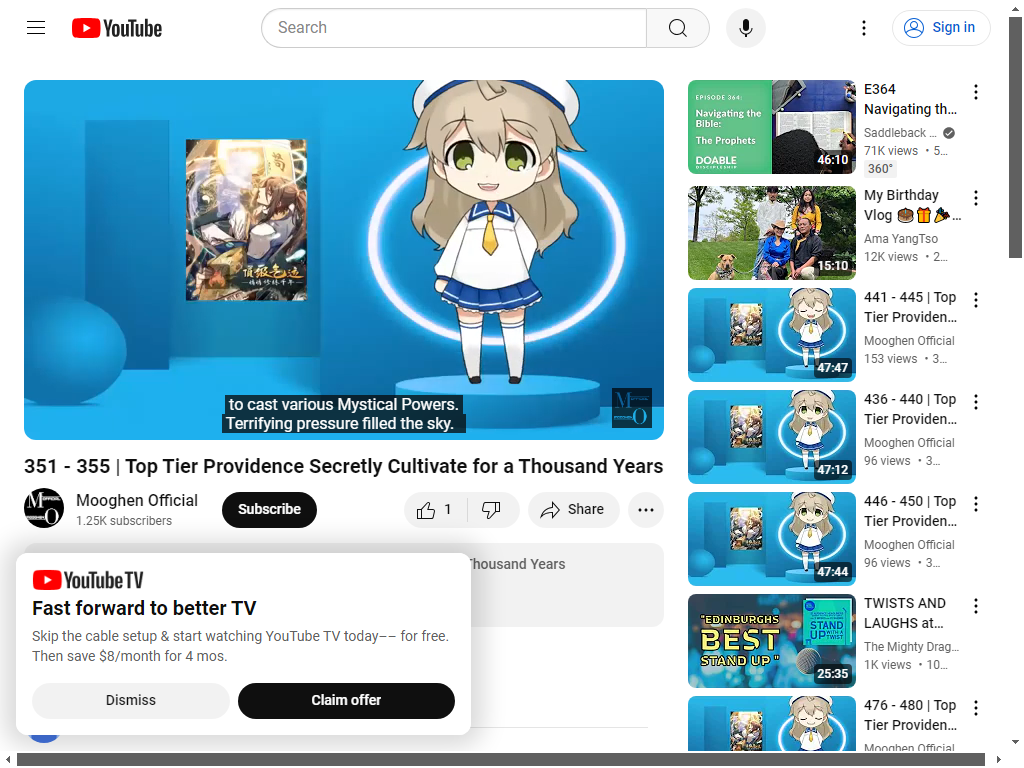 YouTube
Search
Sign in
to cast various Mystical Powers.
Terrifying pressure filled the sky.
351 - 355 | Top Tier Providence Secretly Cultivate for a Thousand Years
Mooghen Official
1.25K subscribers
Subscribe
1
Share
Thousand Years
YouTube TV
Fast forward to better TV
Skip the cable setup & start watching YouTube TV today–– for free.
Then save $8/month for 4 mos.
Dismiss
Claim offer
EPISODE 364:
Navigating the
Bible:
The Prophets
DOABLE
DISCIPLESHIP
46:10
E364
Navigating th...
Saddleback ...
71K views • 5...
360°
15:10
My Birthday
Vlog 🎂🎁🎉...
Ama YangTso
12K views • 2...
47:47
441 - 445 | Top
Tier Providen...
Mooghen Official
153 views • 3...
47:12
436 - 440 | Top
Tier Providen...
Mooghen Official
96 views • 3...
47:44
446 - 450 | Top
Tier Providen...
Mooghen Official
96 views • 3...
"EDINBURGHS
BEST
STAND UP"
STAND
UP WITH A
TWIST
25:35
TWISTS AND
LAUGHS at...
The Mighty Drag...
1K views • 10...
476 - 480 | Top
Tier Providen...
Mooghen Official